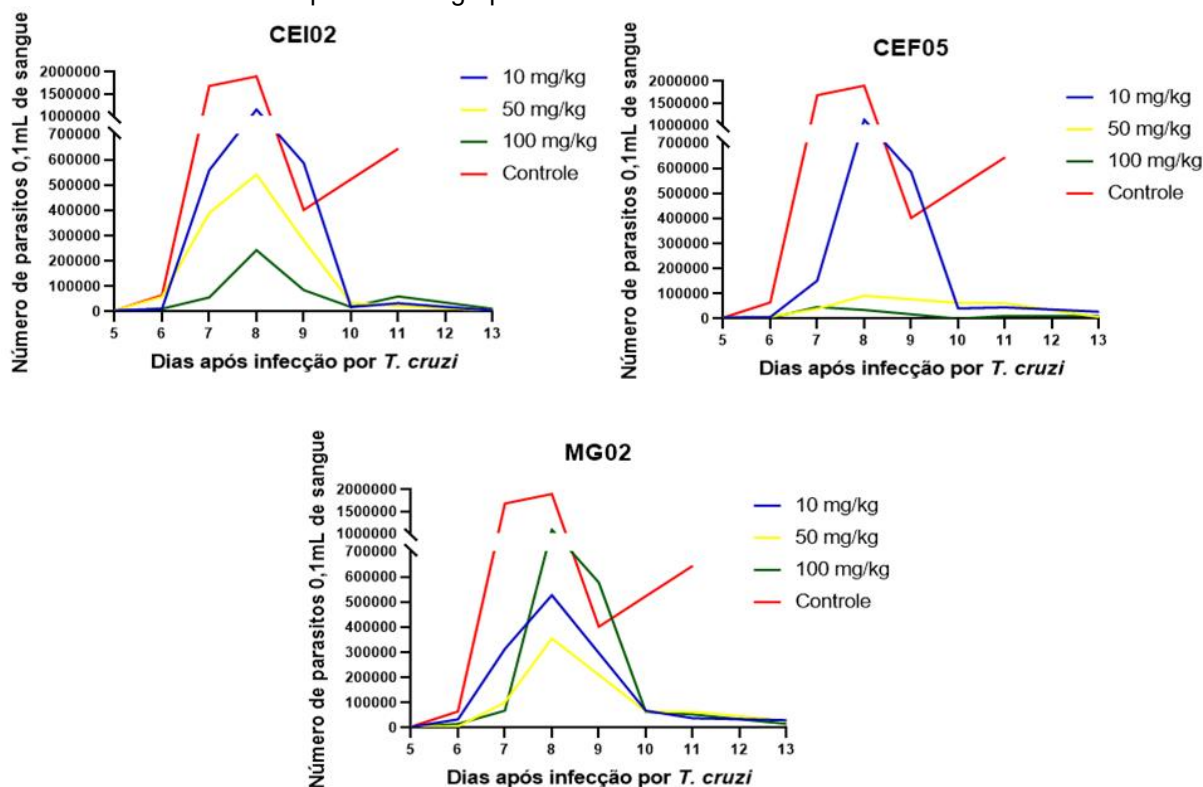 CEI02
Número de parasitos 0,1mL de sangue
2000000
1500000
1000000
700000
600000
500000
400000
300000
200000
100000
0
5 6 7 8 9 10 11 12 13
Dias após infecção por T. cruzi
10 mg/kg
50 mg/kg
100 mg/kg
Controle
CEF05
Número de parasitos 0,1mL de sangue
2000000
1500000
1000000
700000
600000
500000
400000
300000
200000
100000
0
5 6 7 8 9 10 11 12 13
Dias após infecção por T. cruzi
10 mg/kg
50 mg/kg
100 mg/kg
Controle
MG02
Número de parasitos 0,1mL de sangue
2000000
1500000
1000000
700000
600000
500000
400000
300000
200000
100000
0
5 6 7 8 9 10 11 12 13
Dias após infecção por T. cruzi
10 mg/kg
50 mg/kg
100 mg/kg
Controle